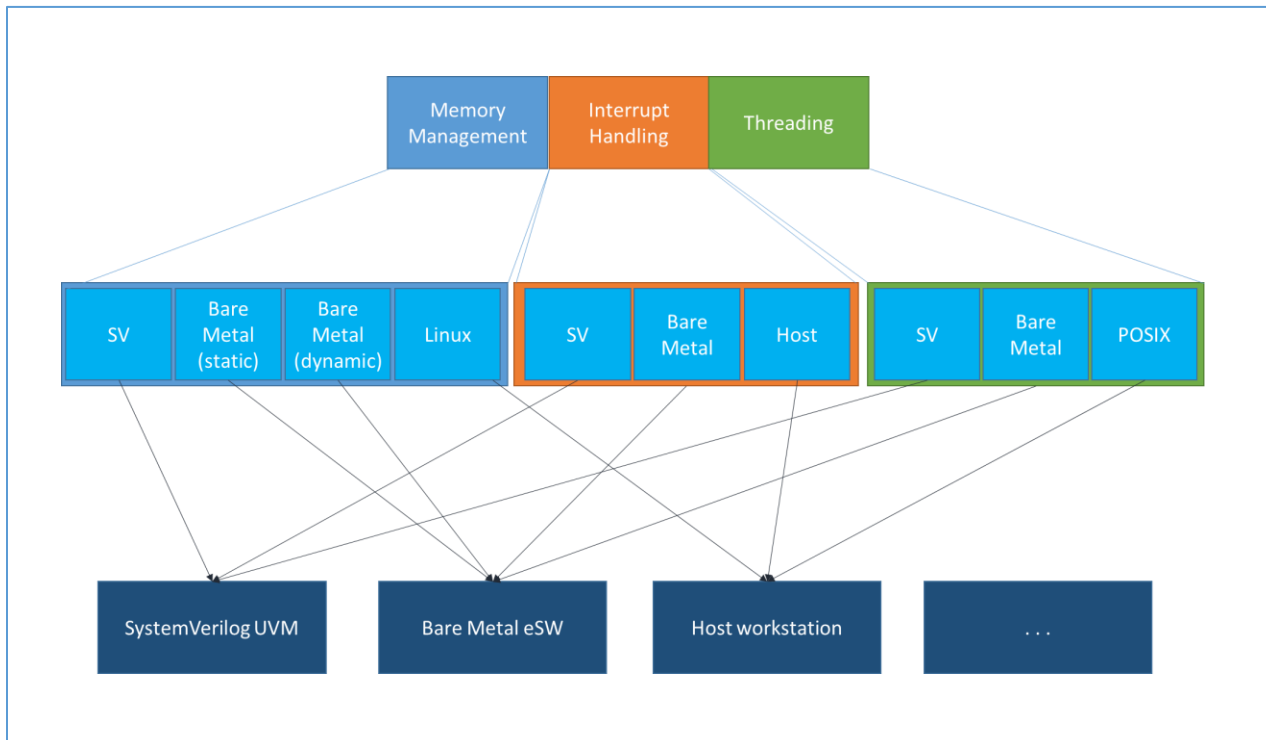 Memory
Management
Interrupt
Handling
Threading
SV
Bare
Metal
(static)
Bare
Metal
(dynamic)
Linux
SV
Bare
Metal
Host
SV
Bare
Metal
POSIX
SystemVerilog UVM
Bare Metal eSW
Host workstation
. . .